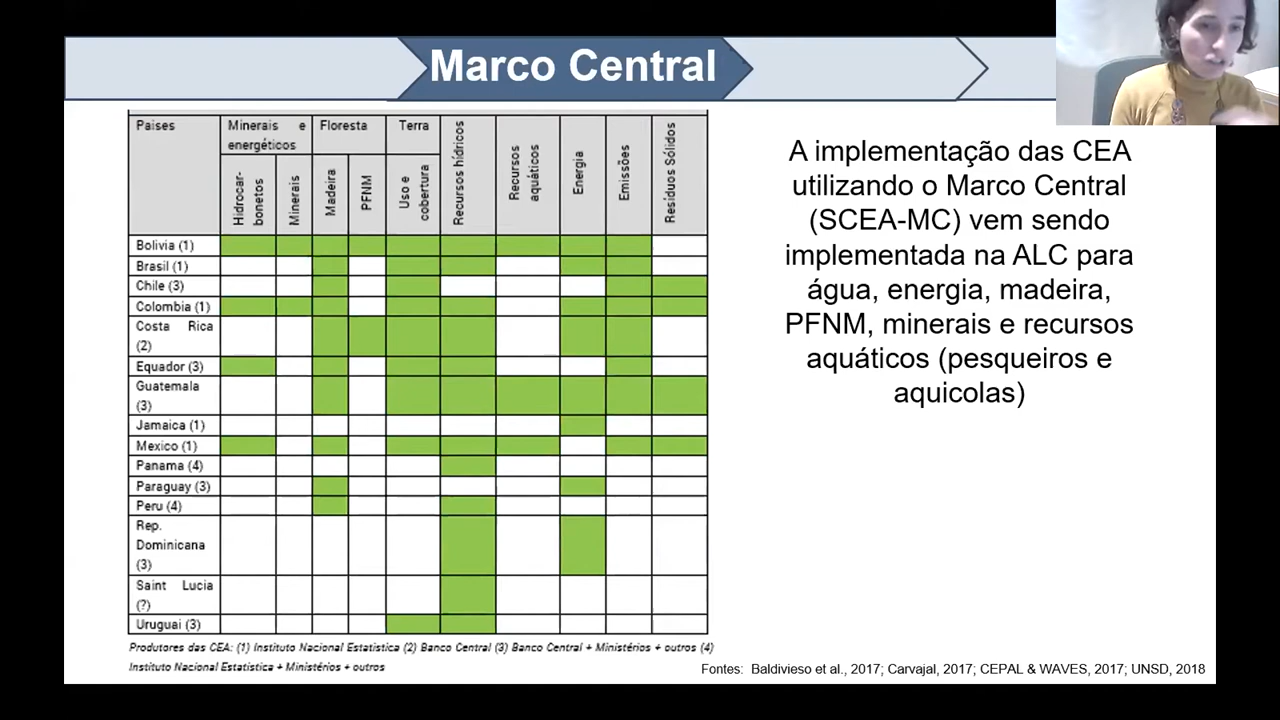 Marco Central
Paises
Minerais e
energéticos
Floresta
Terra
Hidrocar-
bonetos
Minerais
Madeira
PFNM
Uso e
cobertura
Recursos hídricos
Recursos
aquáticos
Energia
Emissões
Resíduos Sólidos
Bolivia (1)
Brasil (1)
Chile (3)
Colombia (1)
Costa Rica
(2)
Equador (3)
Guatemala
(3)
Jamaica (1)
Mexico (1)
Panama (4)
Paraguay (3)
Peru (4)
Rep.
Dominicana
(3)
Saint Lucia
(?)
Uruguai (3)
Produtores das CEA: (1) Instituto Nacional Estatistica (2) Banco Central (3) Banco Central + Ministérios + outros (4)
Instituto Nacional Estatistica + Ministérios + outros
A implementação das CEA
utilizando o Marco Central
(SCEA-MC) vem sendo
implementada na ALC para
água, energia, madeira,
PFNM, minerais e recursos
aquáticos (pesqueiros e
aquicolas)
Fontes: Baldivieso et al., 2017; Carvajal, 2017; CEPAL & WAVES, 2017; UNSD, 2018